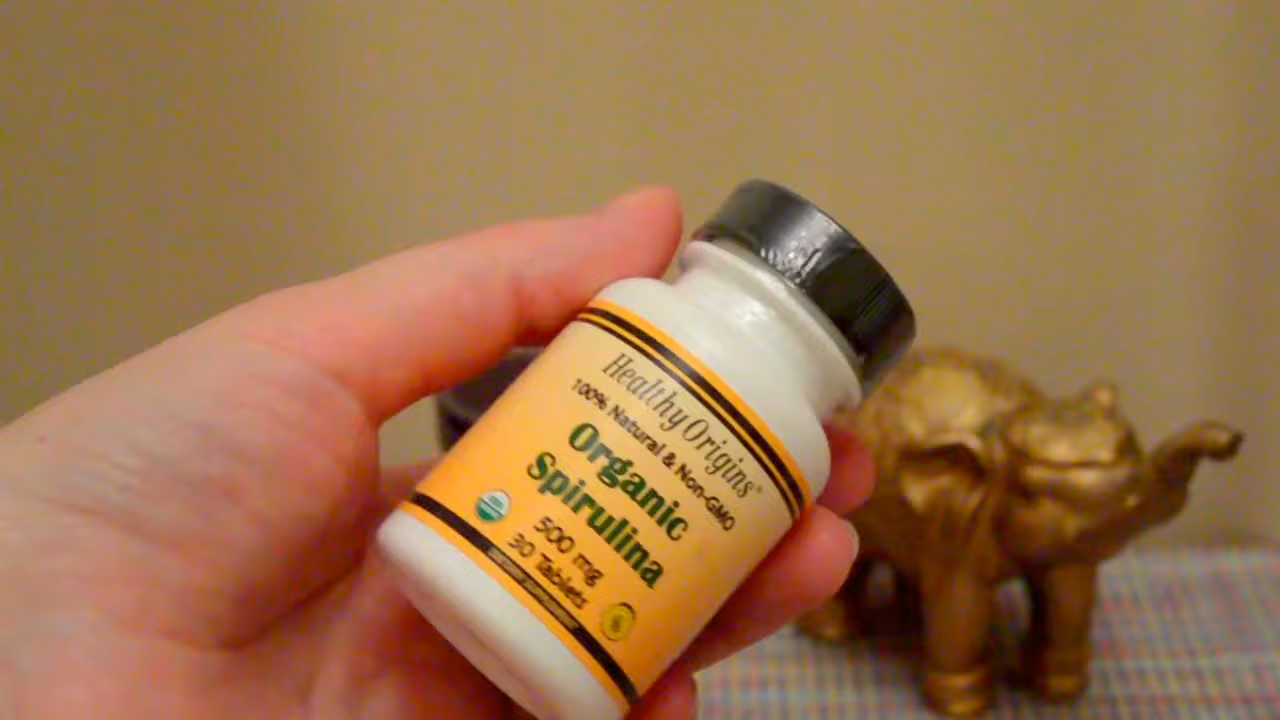 Healthy Origins®
100% Natural & Non-GMO
Organic
Spirulina
500 mg
30 Tablets